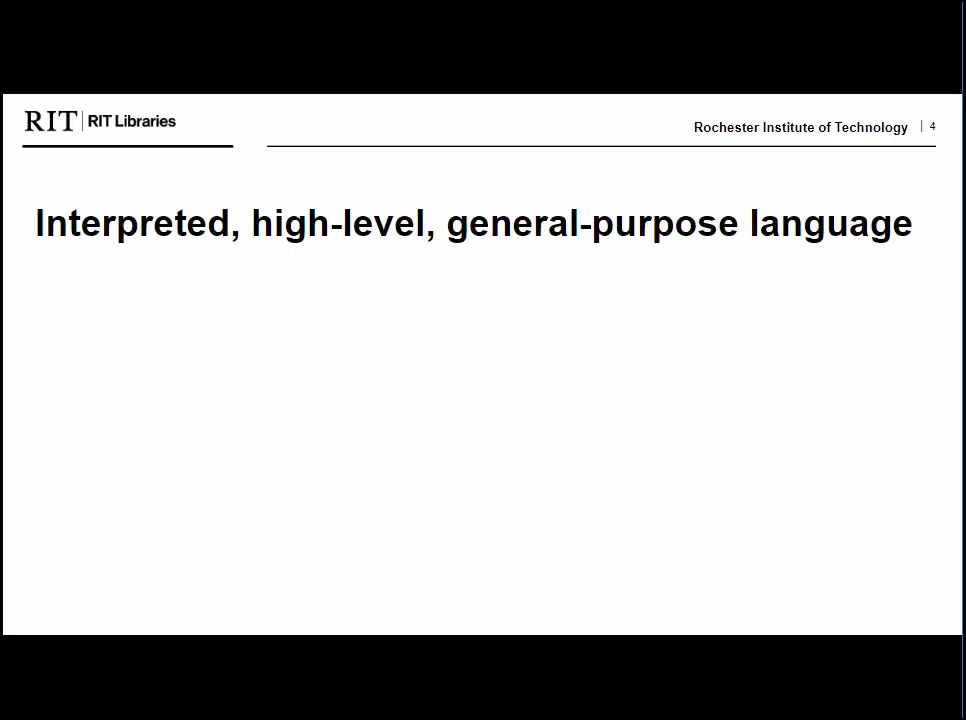 RIT | RIT Libraries
Rochester Institute of Technology | 4
Interpreted, high-level, general-purpose language